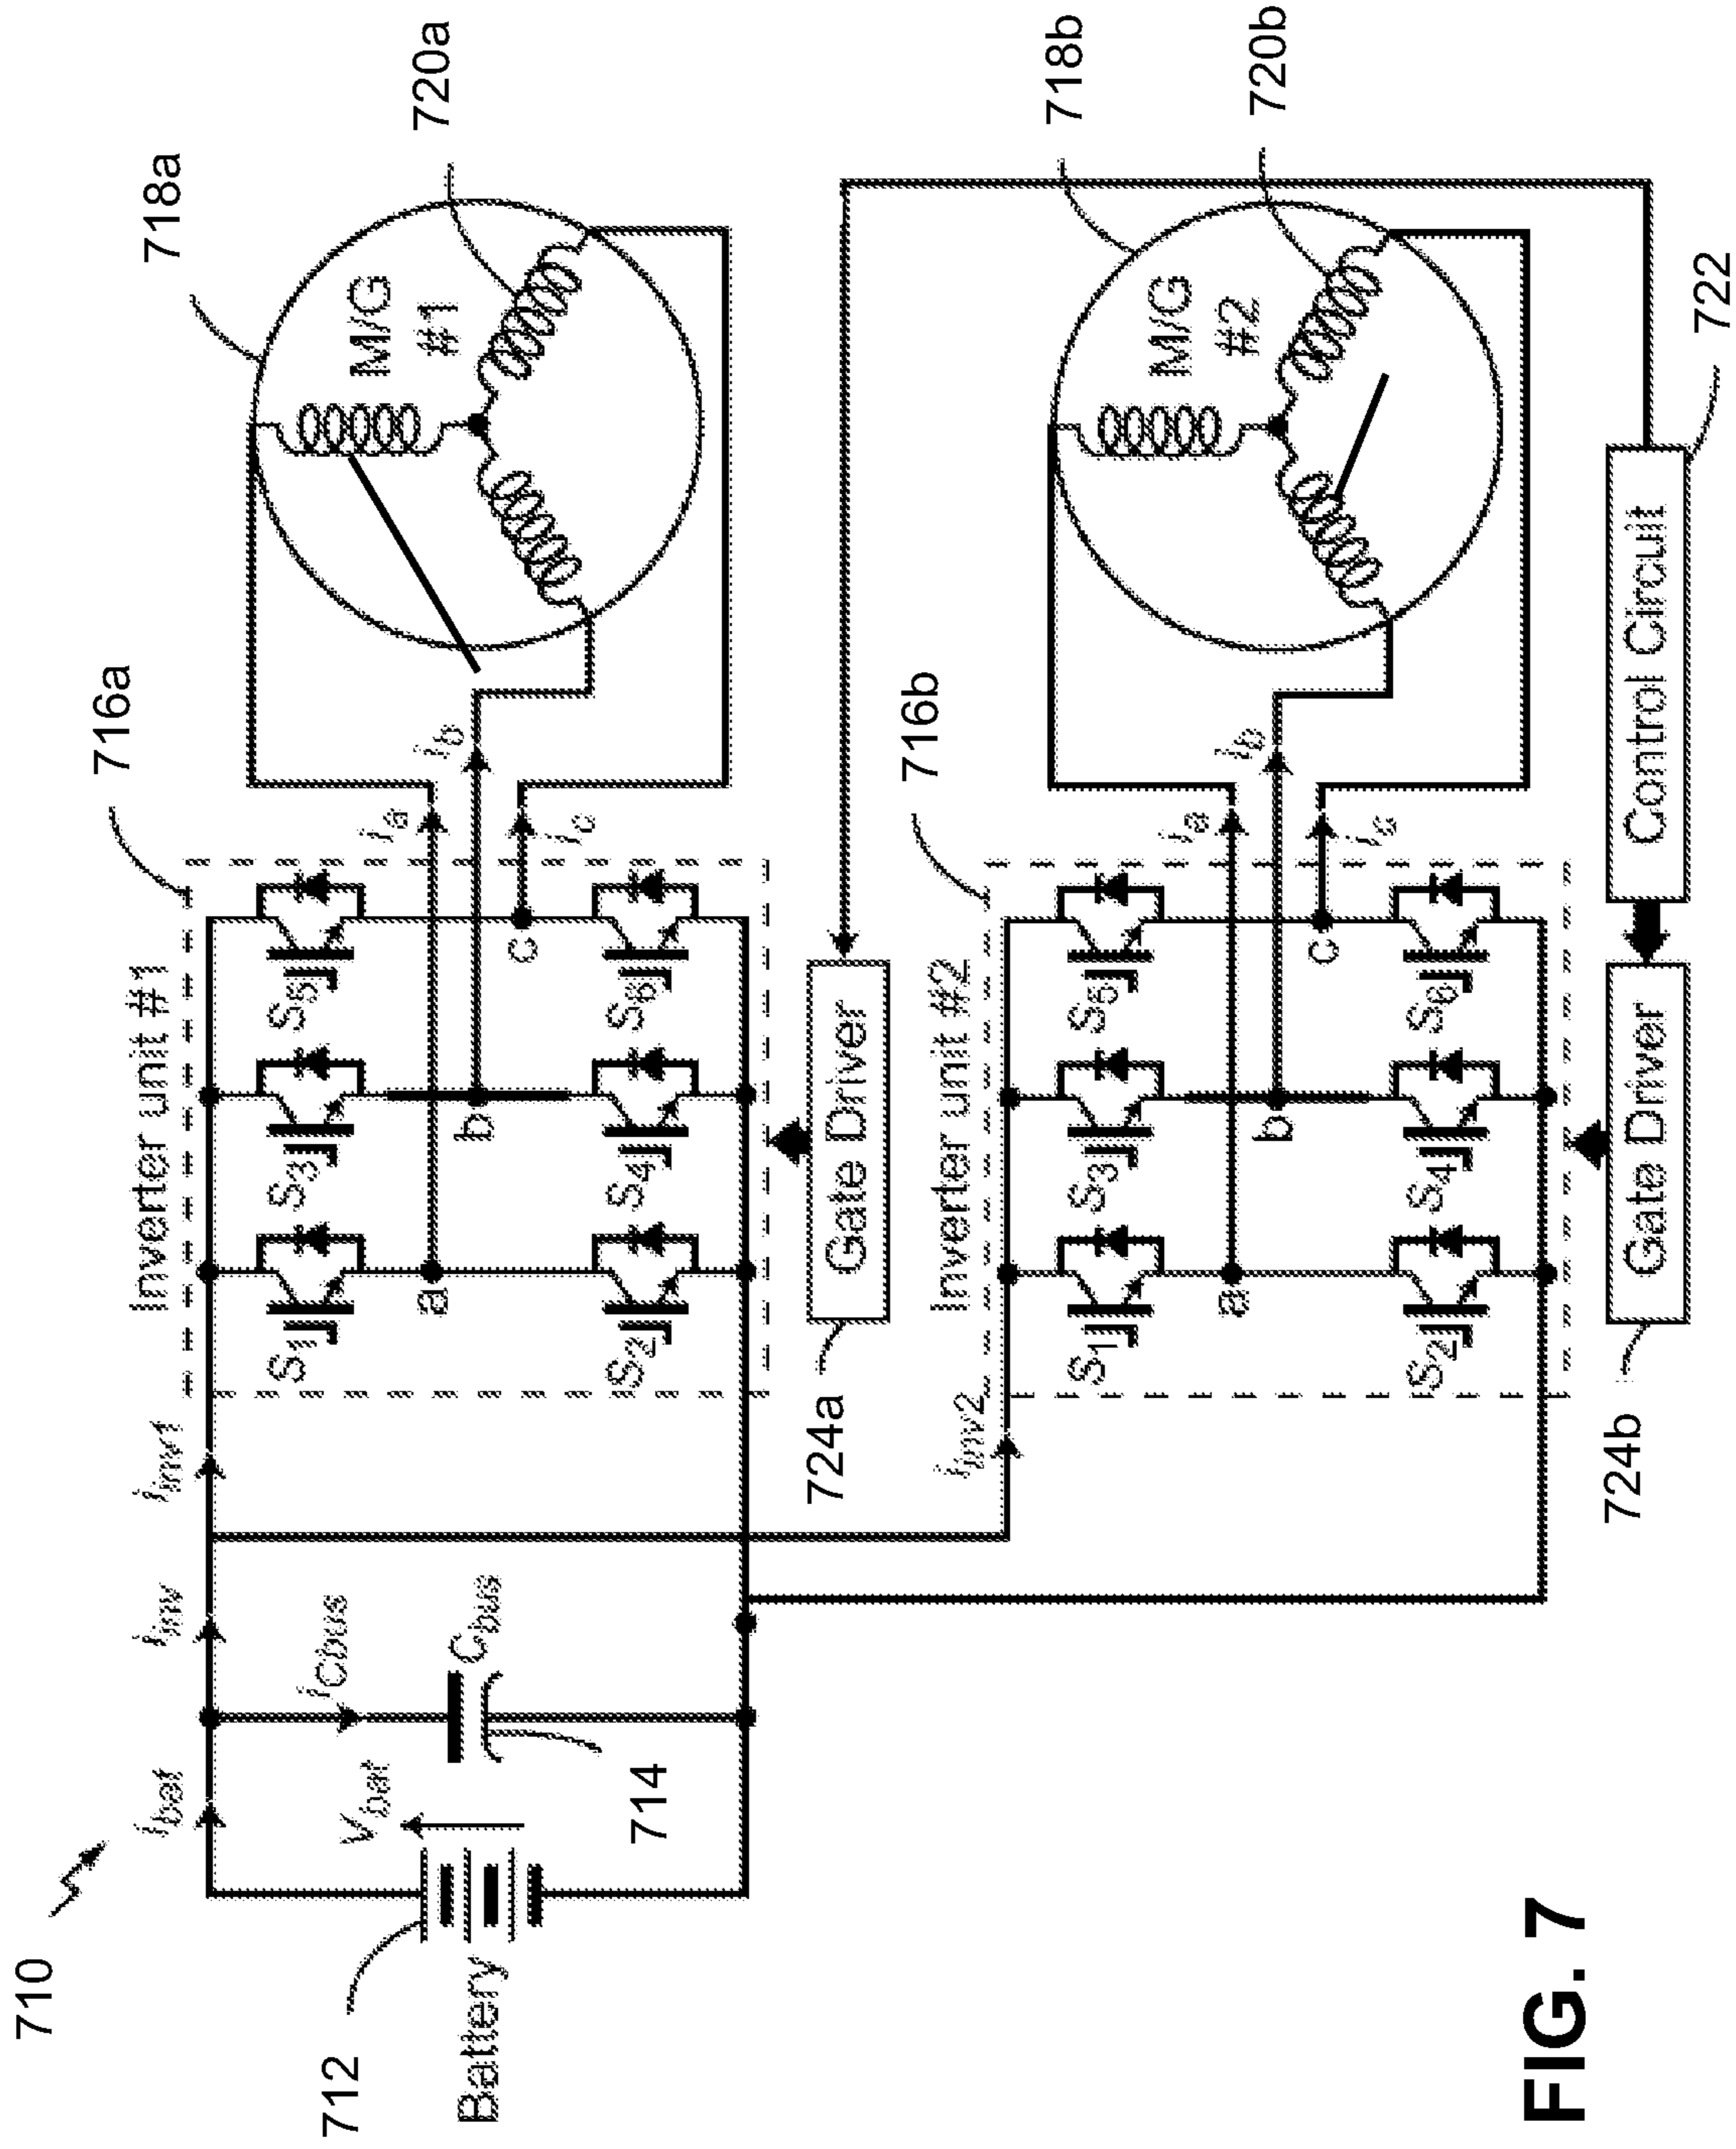 710
i_bat
i_inv
i_inv1
Inverter unit #1
716a
718a
720a
712
Battery
V_bat
i_Cbus
C_bus
714
S1
S3
S5
i_a
i_b
i_c
a
b
c
S2
S4
S6
M/G
#1
724a
Gate Driver
i_inv2
Inverter unit #2
716b
718b
720b
S1
S3
S5
i_a
i_b
i_c
a
b
c
S2
S4
S6
M/G
#2
724b
Gate Driver
Control Circuit
722
FIG. 7